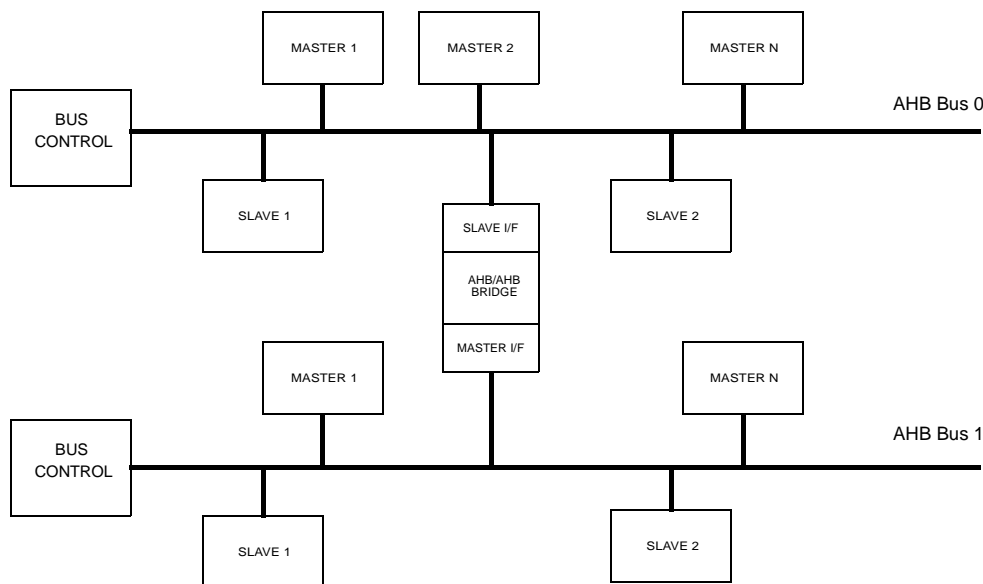 MASTER 1
MASTER 2
MASTER N
AHB Bus 0
BUS
CONTROL
SLAVE 1
SLAVE 2
SLAVE I/F
AHB/AHB
BRIDGE
MASTER I/F
MASTER 1
MASTER N
AHB Bus 1
BUS
CONTROL
SLAVE 1
SLAVE 2